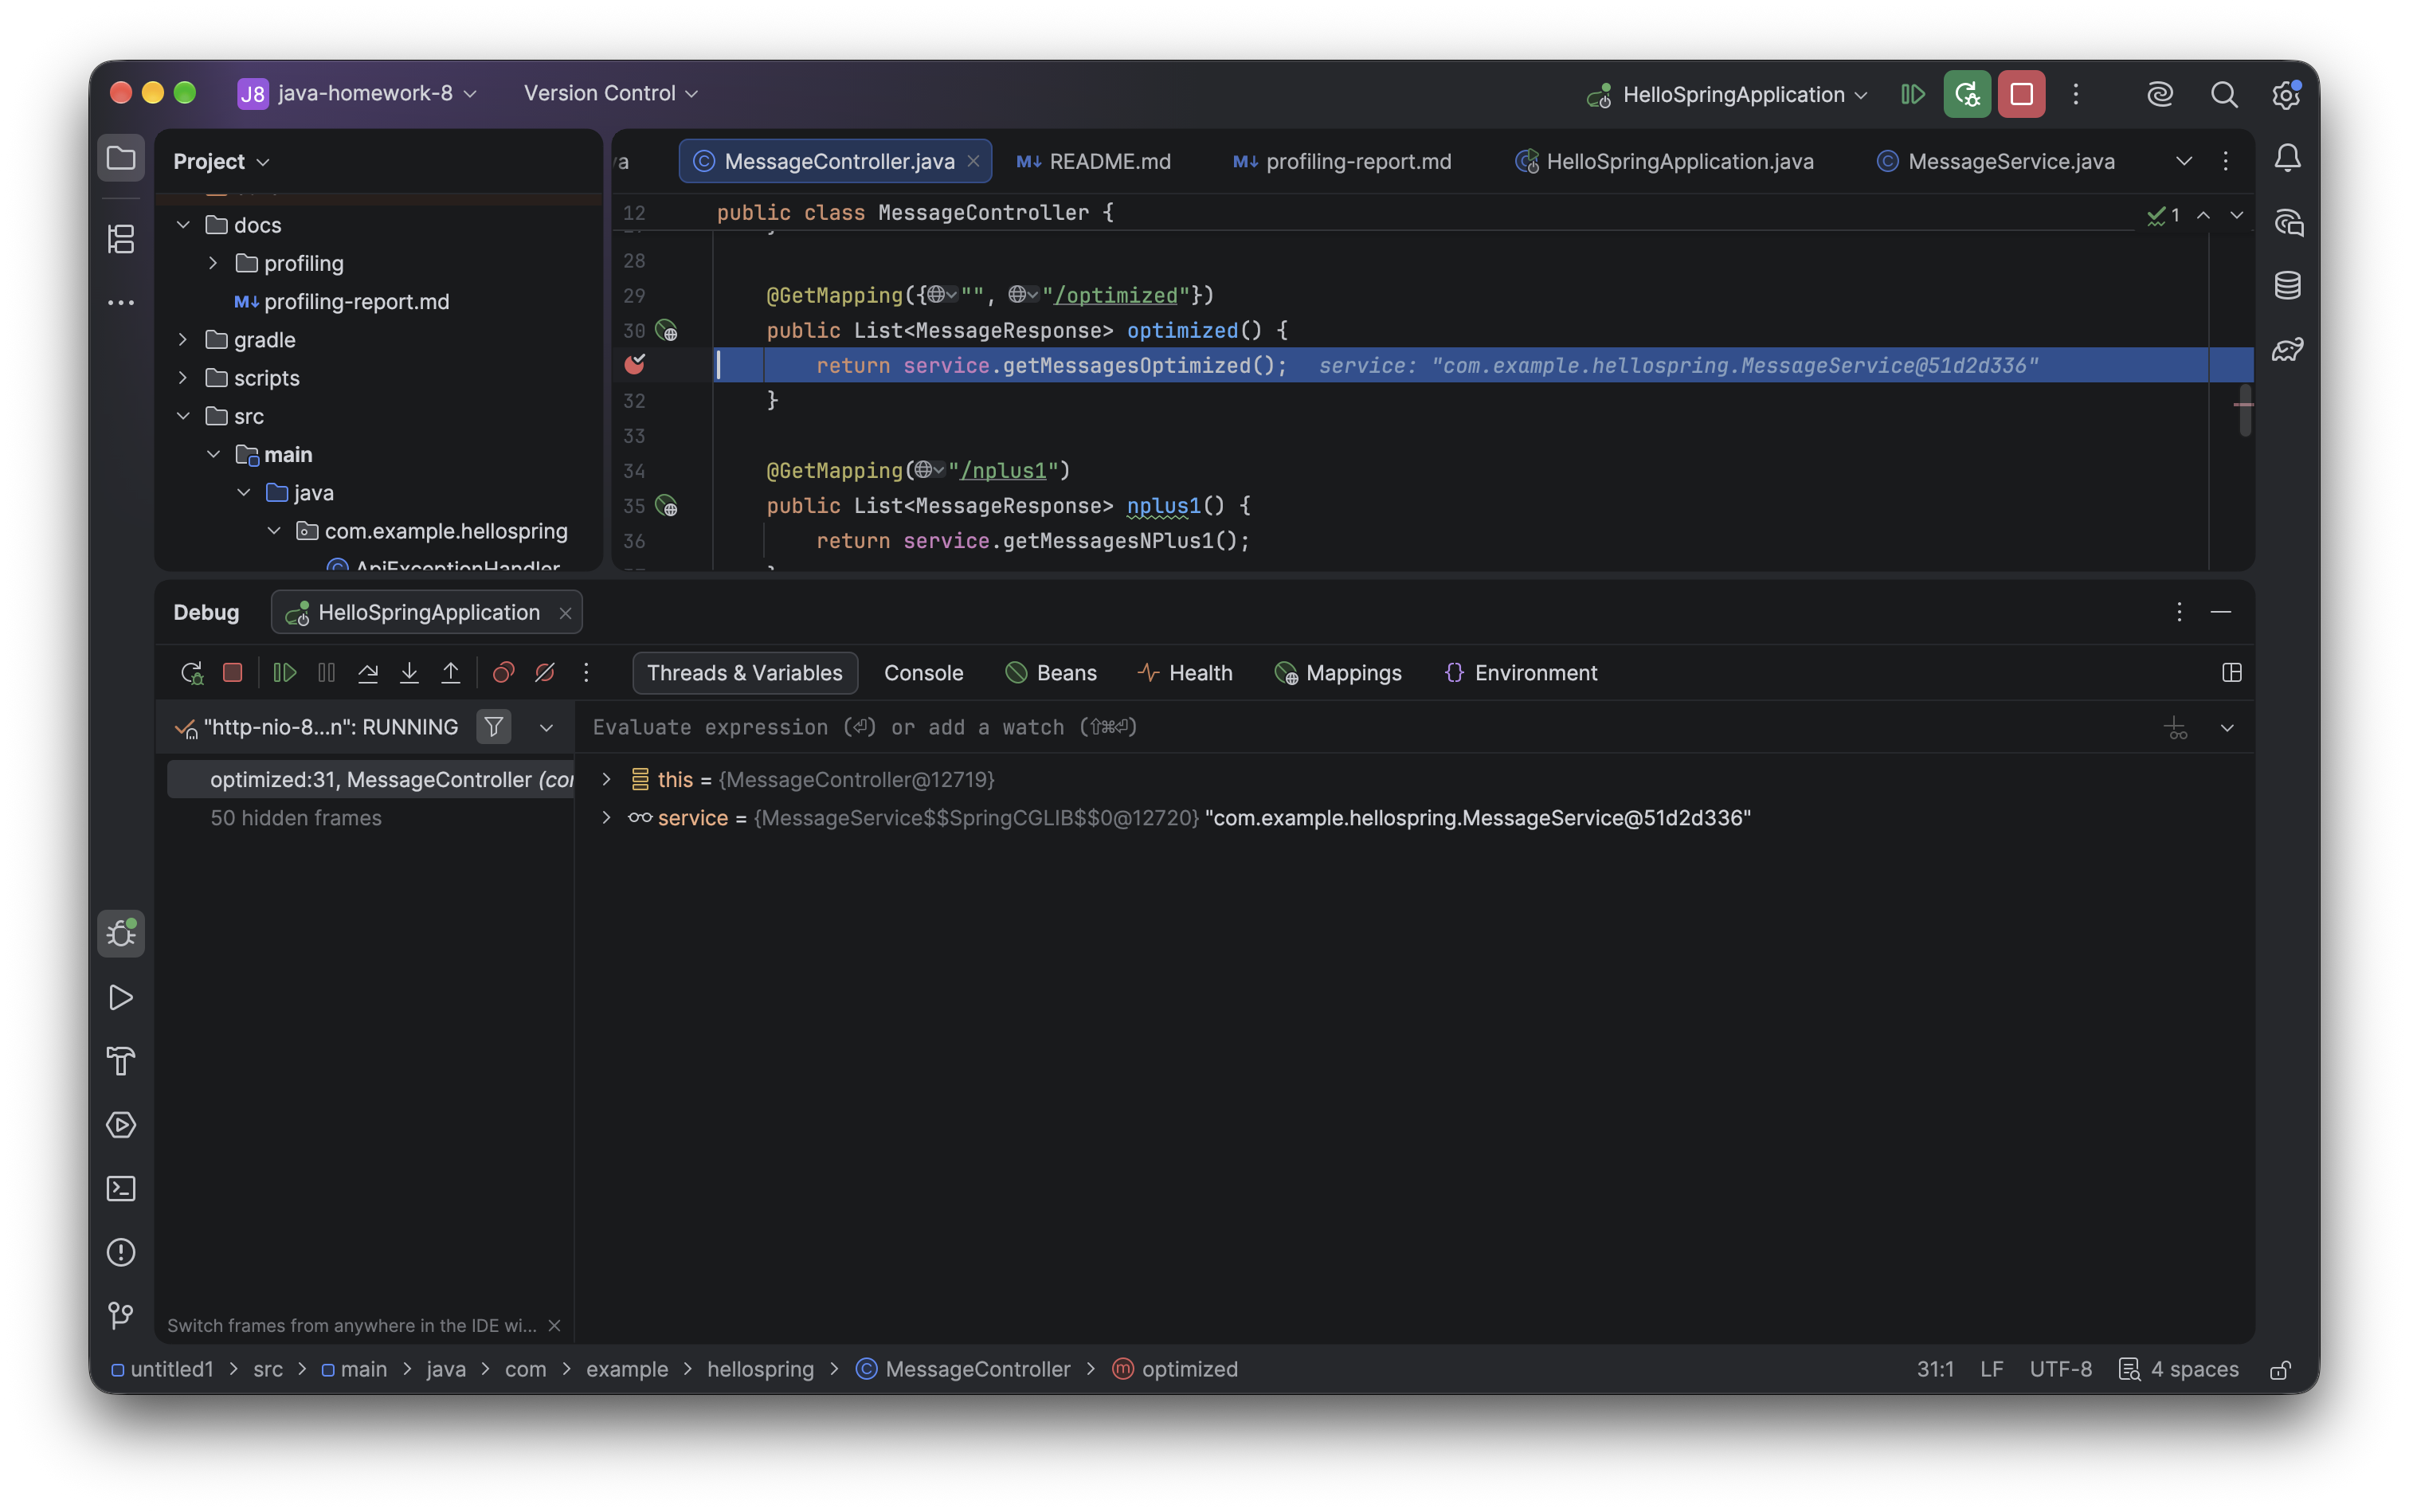 J8 java-homework-8 Version Control HelloSpringApplication
Project
docs
profiling
M↓ profiling-report.md
gradle
scripts
src
main
java
com.example.hellospring
ApiExceptionHandler
MessageController.java M↓ README.md M↓ profiling-report.md HelloSpringApplication.java MessageService.java
12 public class MessageController { 1
28
29 @GetMapping({"", "/optimized"})
30 public List<MessageResponse> optimized() {
return service.getMessagesOptimized(); service: "com.example.hellospring.MessageService@51d2d336"
32 }
33
34 @GetMapping("/nplus1")
35 public List<MessageResponse> nplus1() {
36 return service.getMessagesNPlus1();
Debug HelloSpringApplication
Threads & Variables Console Beans Health Mappings Environment
"http-nio-8...n": RUNNING
optimized:31, MessageController (cor
50 hidden frames
Switch frames from anywhere in the IDE wi...
Evaluate expression (⏎) or add a watch (⇧⌘⏎)
this = {MessageController@12719}
service = {MessageService$$SpringCGLIB$$0@12720} "com.example.hellospring.MessageService@51d2d336"
untitled1 > src > main > java > com > example > hellospring > MessageController > optimized 31:1 LF UTF-8 4 spaces